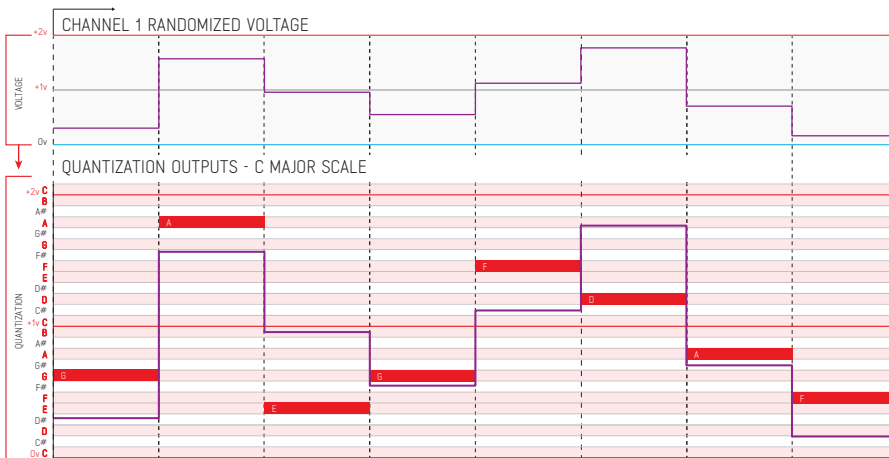 CHANNEL 1 RANDOMIZED VOLTAGE
+2v
+1v
0v
VOLTAGE
QUANTIZATION OUTPUTS - C MAJOR SCALE
QUANTIZATION
+2v C
B
A#
A
G#
G
F#
F
E
D#
D
C#
+1v C
B
A#
A
G#
G
F#
F
E
D#
D
C#
0v C
G
A
E
G
F
D
A
F